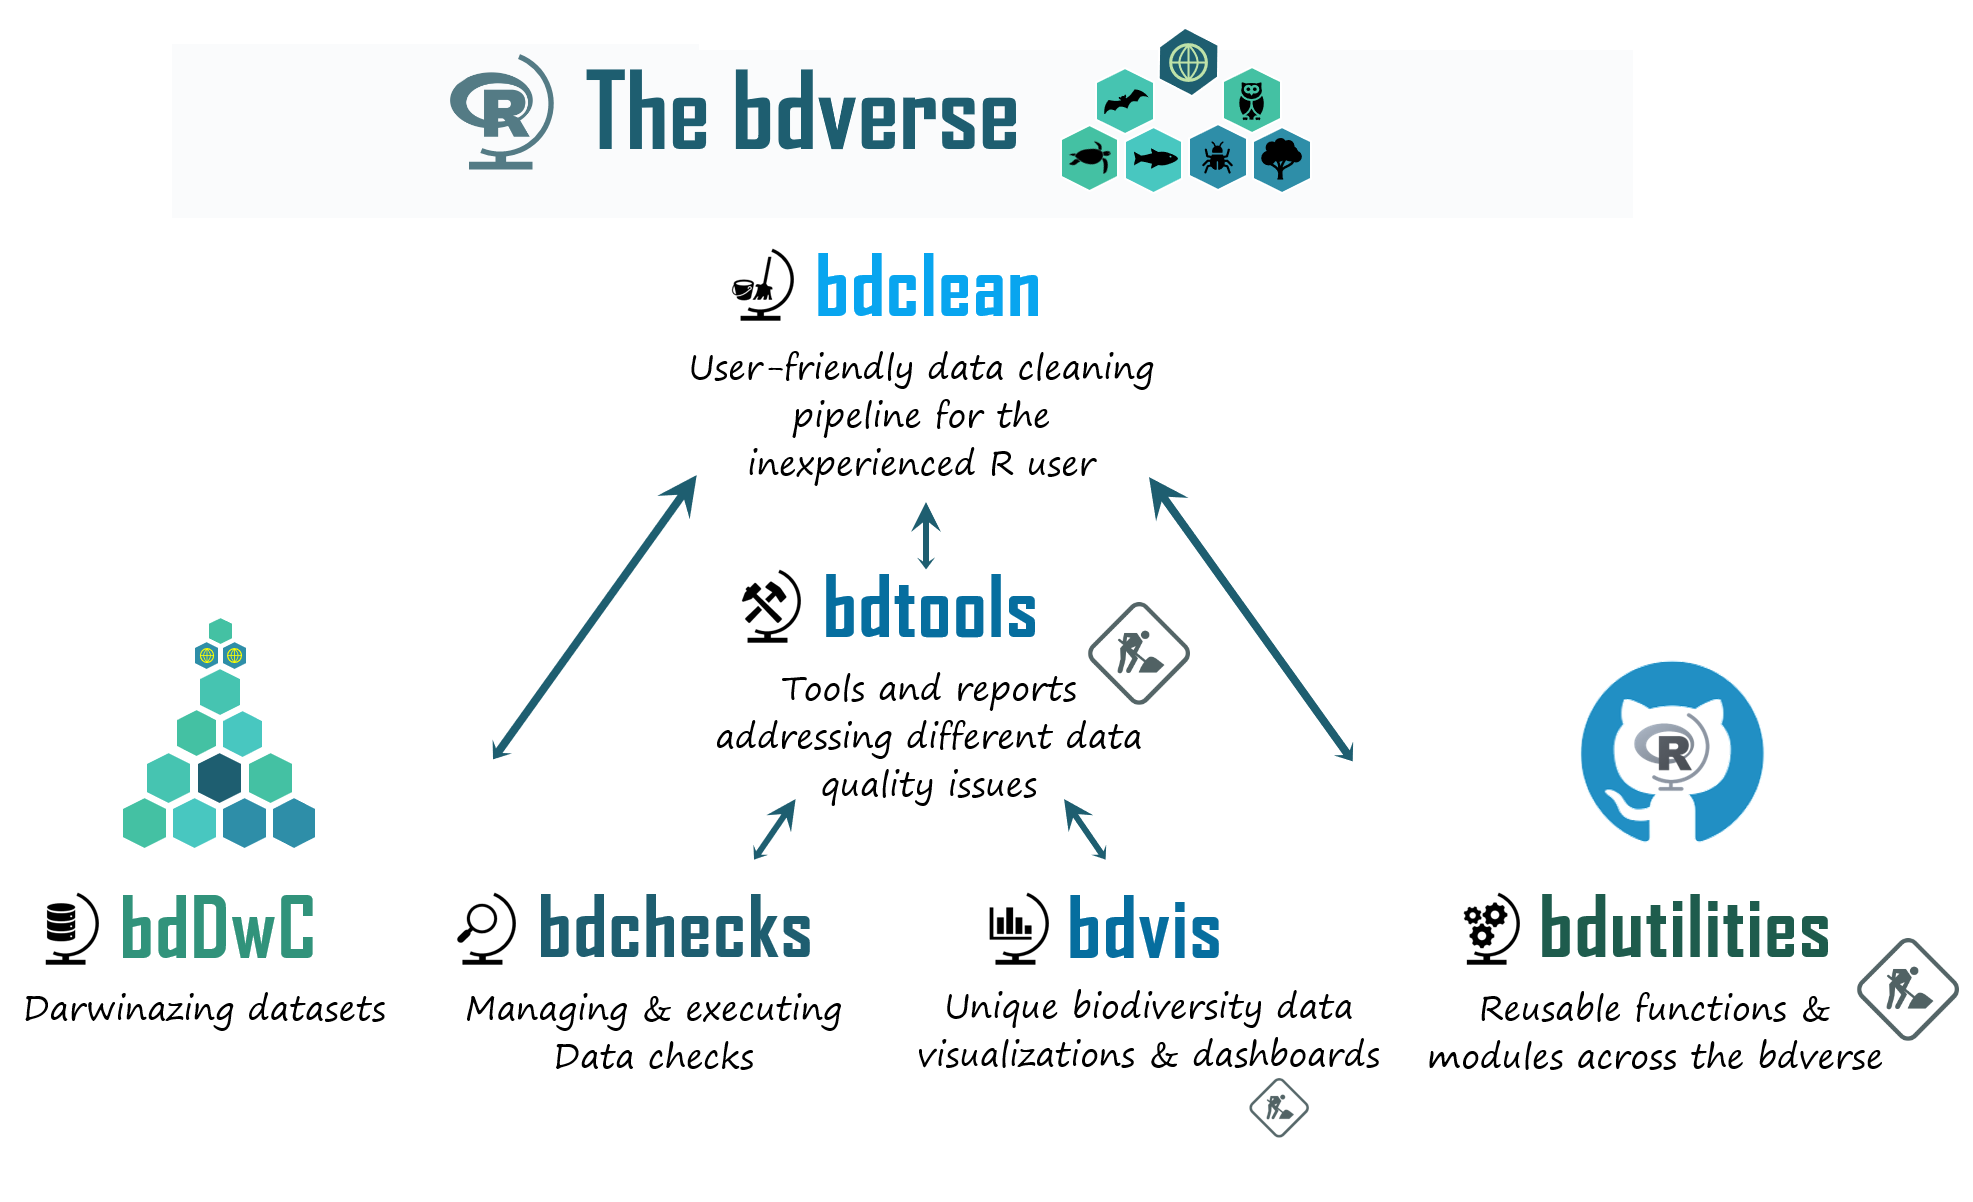 R The bdverse
bdclean
User-friendly data cleaning
pipeline for the
inexperienced R user
bdtools
Tools and reports
addressing different data
quality issues
R
bdDwC
Darwinazing datasets
bdchecks
Managing & executing
Data checks
bdvis
Unique biodiversity data
visualizations & dashboards
bdutilities
Reusable functions &
modules across the bdverse